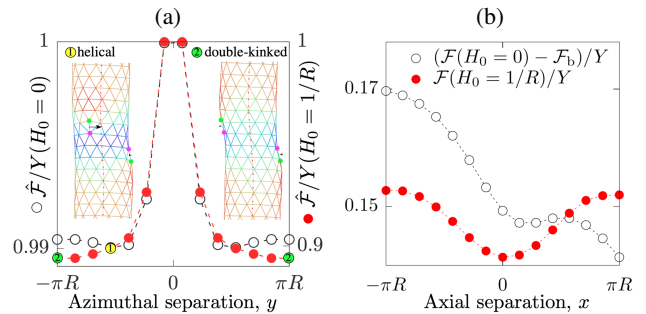 (a)
1
1
① helical
② double-kinked
○ F̂/Y(H₀ = 0)
● F̂/Y(H₀ = 1/R)
0.99
0.9
1
2
2
−πR
0
πR
Azimuthal separation, y
(b)
○ (F(H₀ = 0) − F_b)/Y
● F(H₀ = 1/R)/Y
0.17
0.15
−πR
0
πR
Axial separation, x